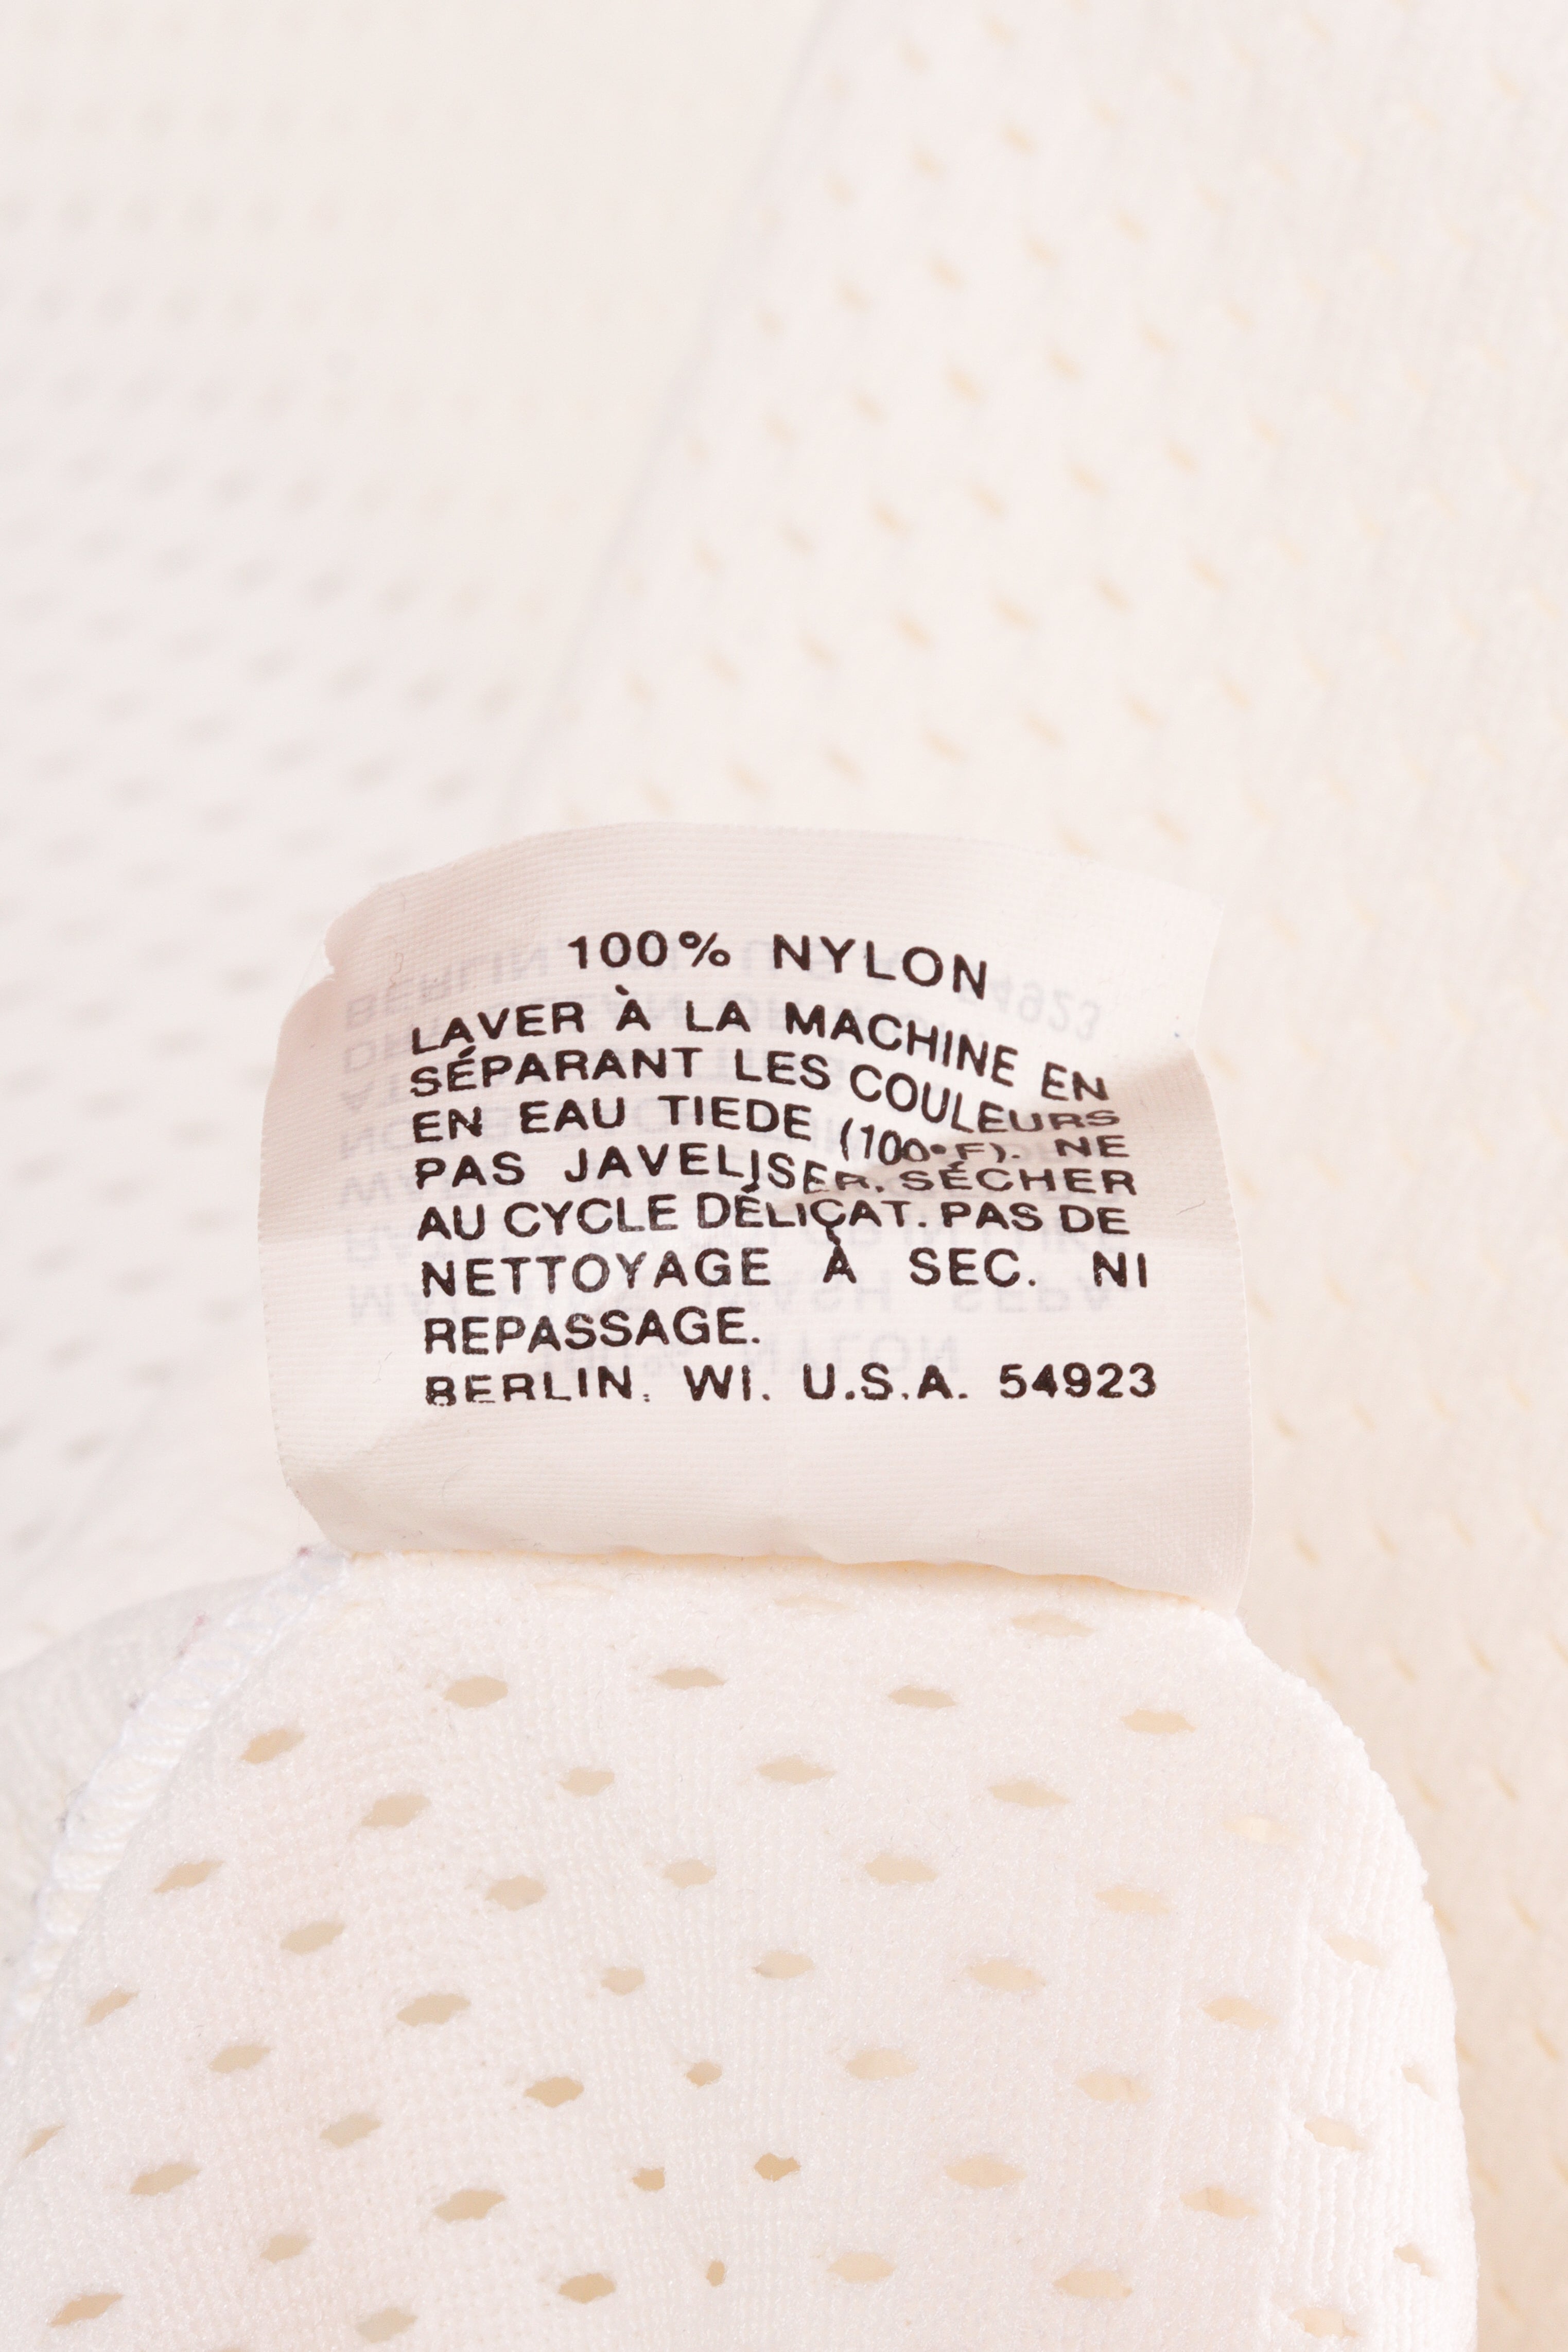 100% NYLON
LAVER À LA MACHINE EN
SÉPARANT LES COULEURS
EN EAU TIEDE (100°F). NE
PAS JAVELISER. SÉCHER
AU CYCLE DÉLICAT. PAS DE
NETTOYAGE À SEC. NI
REPASSAGE.
BERLIN, WI. U.S.A. 54923